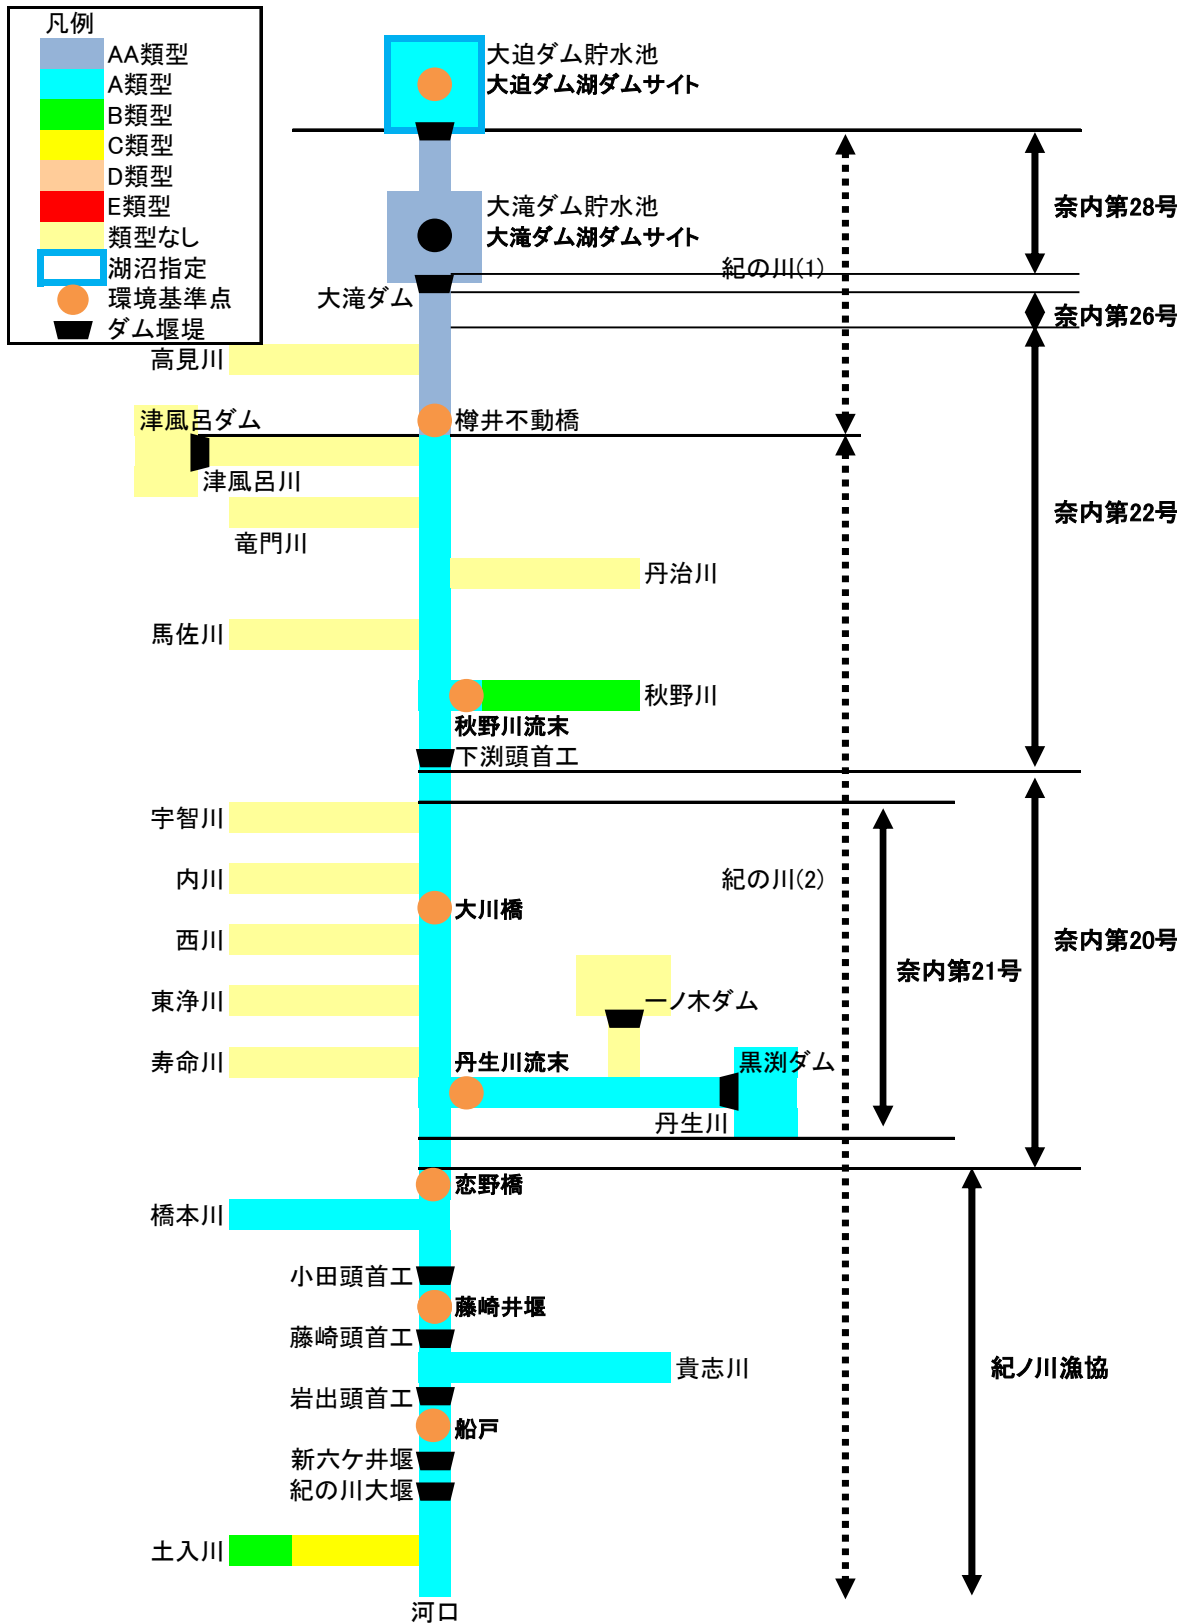 凡例
AA類型
A類型
B類型
C類型
D類型
E類型
類型なし
湖沼指定
環境基準点
ダム堰堤
大迫ダム貯水池
大迫ダム湖ダムサイト
奈内第28号
大滝ダム貯水池
大滝ダム湖ダムサイト
紀の川(1)
大滝ダム
奈内第26号
高見川
津風呂ダム
樽井不動橋
津風呂川
奈内第22号
竜門川
丹治川
馬佐川
秋野川
秋野川流末
下渕頭首工
宇智川
内川
紀の川(2)
大川橋
西川
奈内第20号
奈内第21号
東浄川
一ノ木ダム
寿命川
丹生川流末
黒渕ダム
丹生川
恋野橋
橋本川
小田頭首工
藤崎井堰
藤崎頭首工
貴志川
紀ノ川漁協
岩出頭首工
船戸
新六ケ井堰
紀の川大堰
土入川
河口